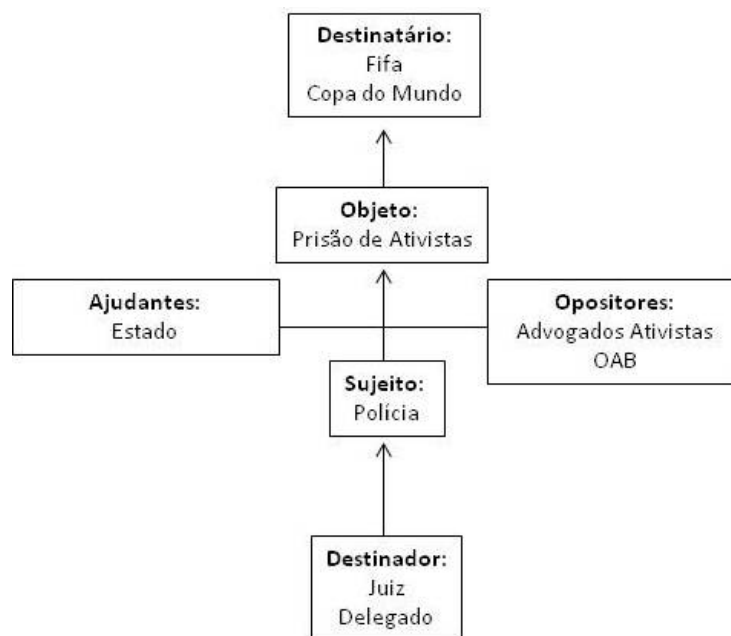 Destinatário:
Fifa
Copa do Mundo
Objeto:
Prisão de Ativistas
Ajudantes:
Estado
Opositores:
Advogados Ativistas
OAB
Sujeito:
Polícia
Destinador:
Juiz
Delegado